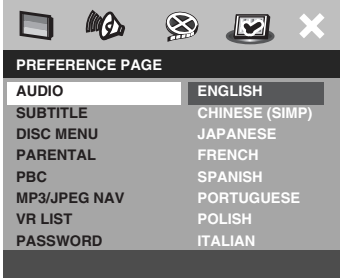 PREFERENCE PAGE
AUDIO ENGLISH
SUBTITLE CHINESE (SIMP)
DISC MENU JAPANESE
PARENTAL FRENCH
PBC SPANISH
MP3/JPEG NAV PORTUGUESE
VR LIST POLISH
PASSWORD ITALIAN